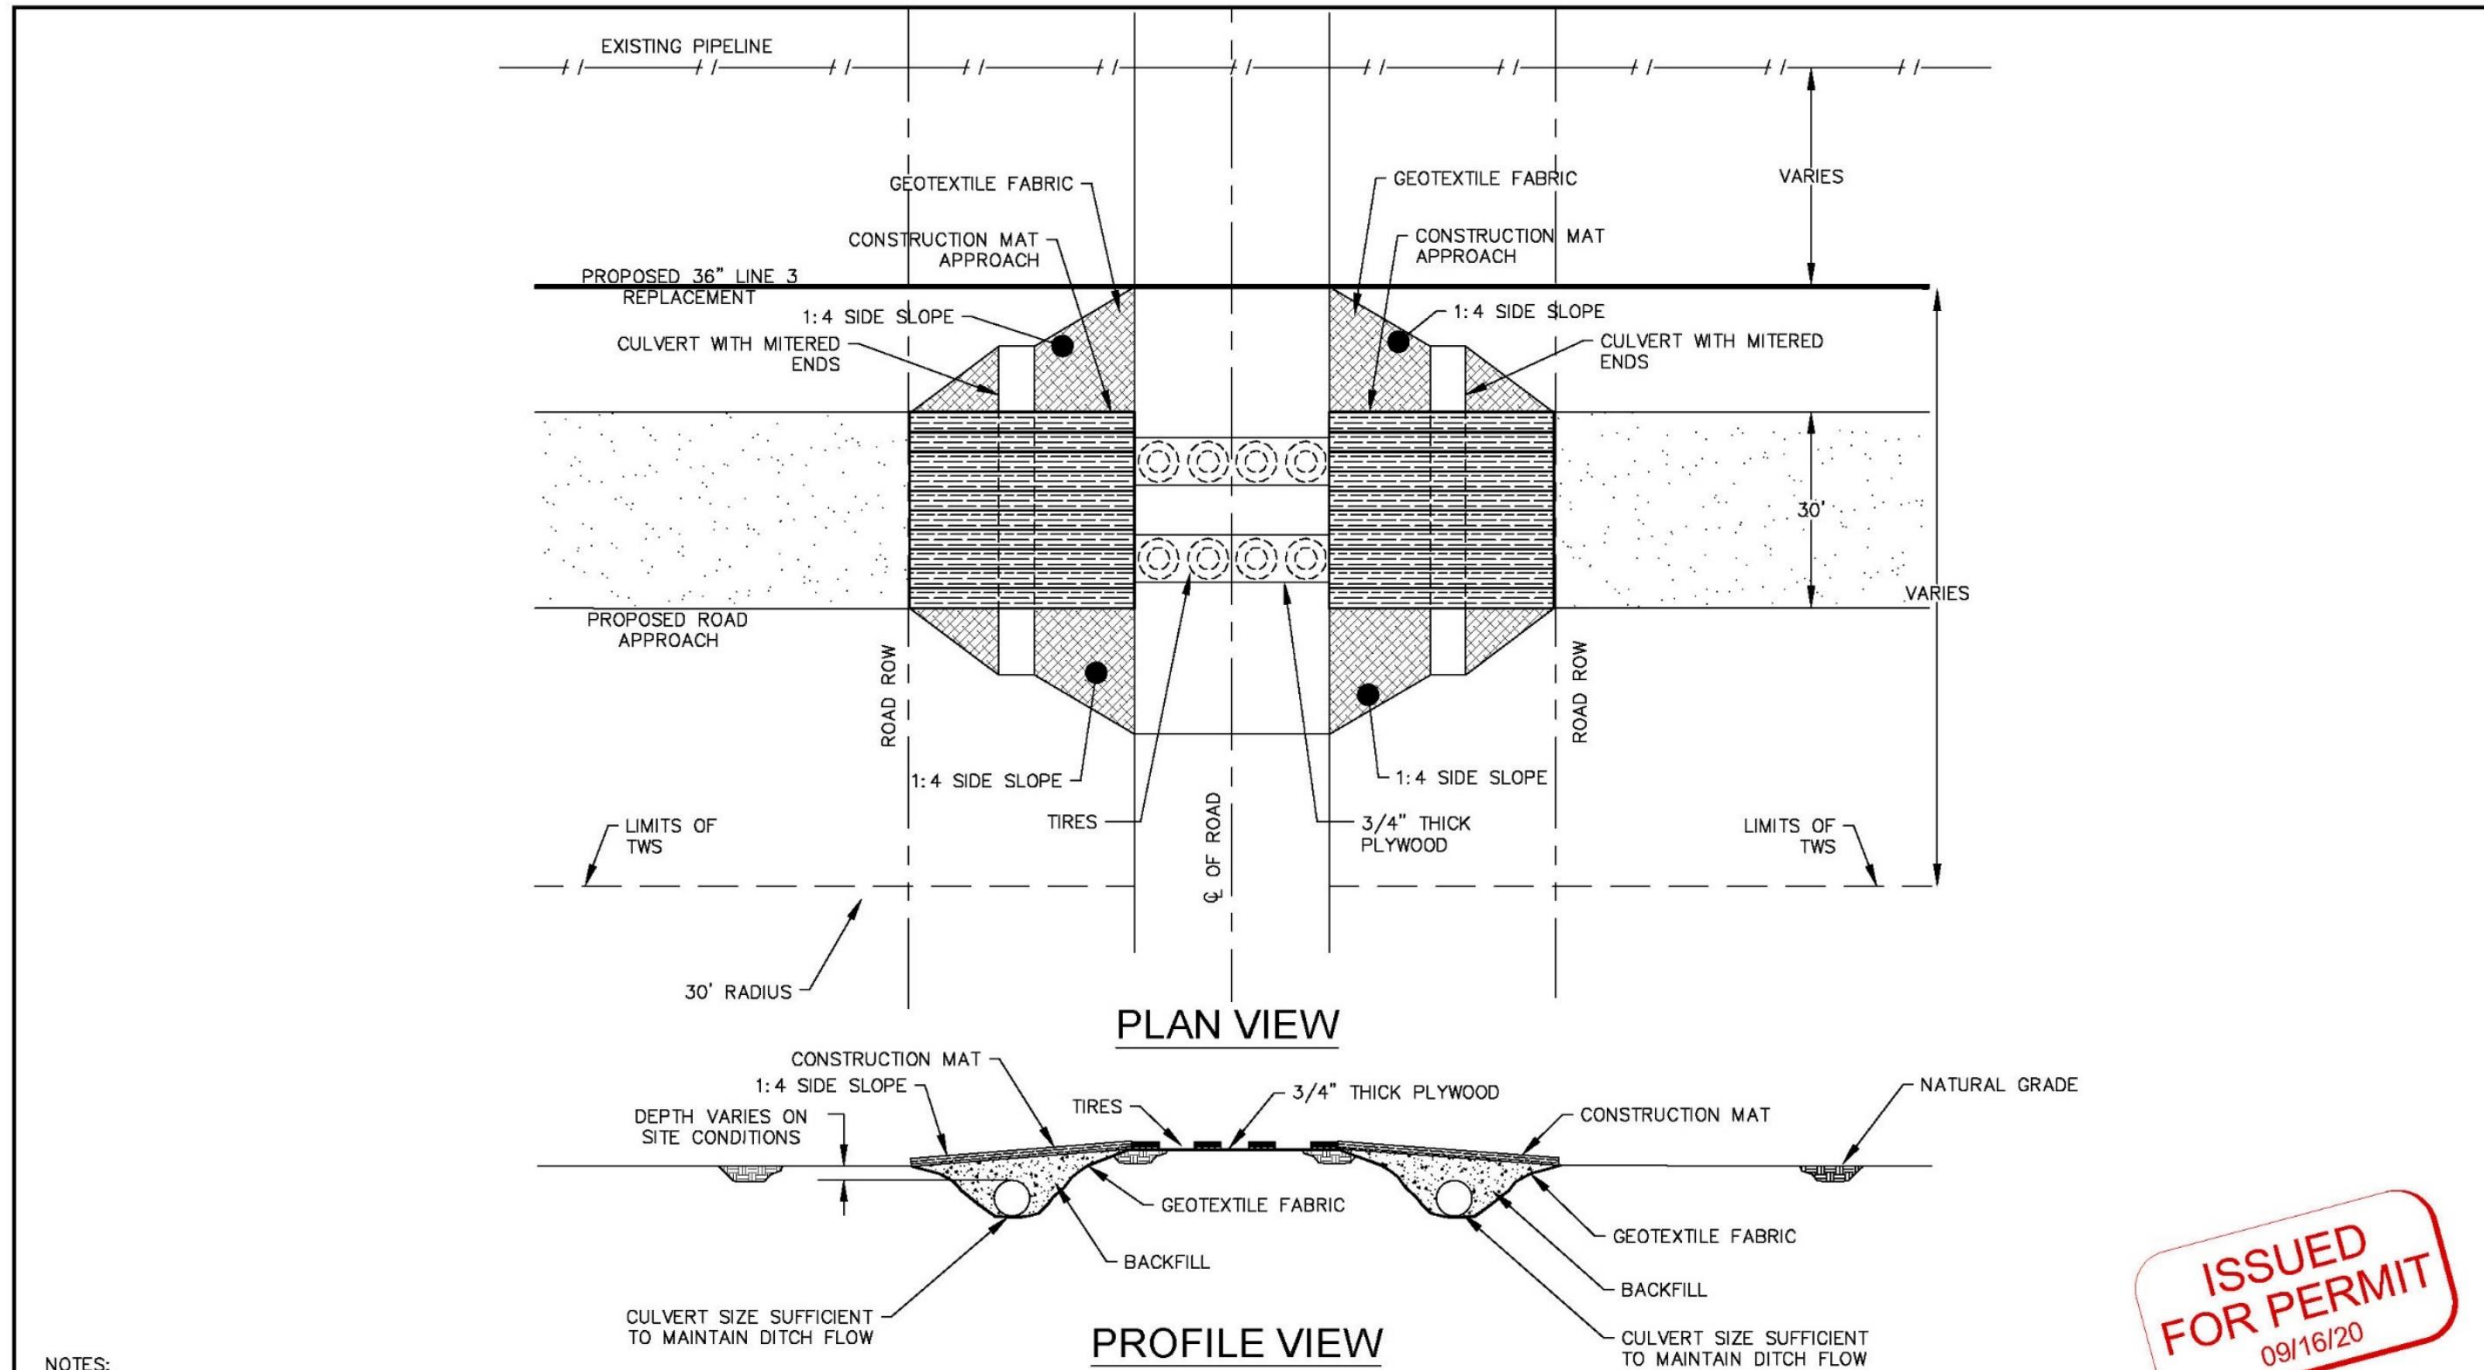 EXISTING PIPELINE
GEOTEXTILE FABRIC
GEOTEXTILE FABRIC
VARIES
CONSTRUCTION MAT
APPROACH
CONSTRUCTION MAT
APPROACH
PROPOSED 36" LINE 3
REPLACEMENT
1:4 SIDE SLOPE
1:4 SIDE SLOPE
CULVERT WITH MITERED
ENDS
CULVERT WITH MITERED
ENDS
30'
VARIES
PROPOSED ROAD
APPROACH
ROAD ROW
ROAD ROW
1:4 SIDE SLOPE
1:4 SIDE SLOPE
TIRES
3/4" THICK
PLYWOOD
℄ OF ROAD
LIMITS OF
TWS
LIMITS OF
TWS
30' RADIUS
PLAN VIEW
CONSTRUCTION MAT
1:4 SIDE SLOPE
TIRES
3/4" THICK PLYWOOD
NATURAL GRADE
DEPTH VARIES ON
SITE CONDITIONS
CONSTRUCTION MAT
GEOTEXTILE FABRIC
GEOTEXTILE FABRIC
BACKFILL
BACKFILL
CULVERT SIZE SUFFICIENT
TO MAINTAIN DITCH FLOW
PROFILE VIEW
CULVERT SIZE SUFFICIENT
TO MAINTAIN DITCH FLOW
ISSUED
FOR PERMIT
09/16/20
NOTES: